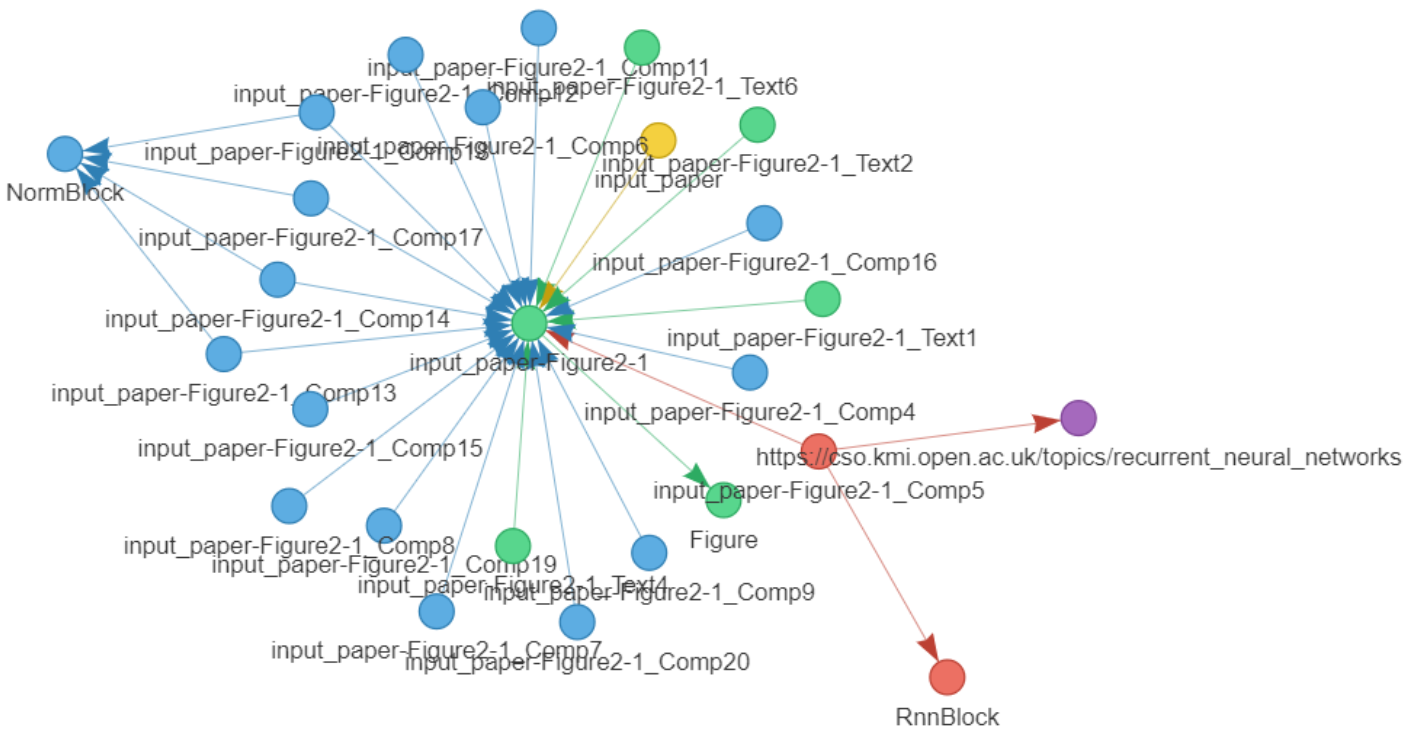 input_paper-Figure2-1_Comp11
input_paper-Figure2-1_Text6
input_paper-Figure2-1_Comp12
input_paper-Figure2-1_Comp6
input_paper-Figure2-1_Comp18
input_paper-Figure2-1_Text2
input_paper
NormBlock
input_paper-Figure2-1_Comp17
input_paper-Figure2-1_Comp16
input_paper-Figure2-1_Comp14
input_paper-Figure2-1_Text1
input_paper-Figure2-1
input_paper-Figure2-1_Comp13
input_paper-Figure2-1_Comp4
input_paper-Figure2-1_Comp15
https://cso.kmi.open.ac.uk/topics/recurrent_neural_networks
input_paper-Figure2-1_Comp5
Figure
input_paper-Figure2-1_Comp8
input_paper-Figure2-1_Comp19
input_paper-Figure2-1_Text4
input_paper-Figure2-1_Comp9
input_paper-Figure2-1_Comp7
input_paper-Figure2-1_Comp20
RnnBlock